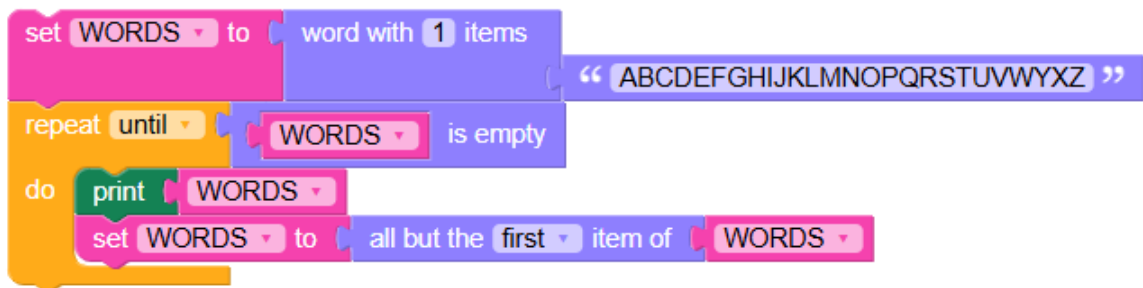 set WORDS to word with 1 items
“ ABCDEFGHIJKLMNOPQRSTUVWYXZ ”
repeat until WORDS is empty
do print WORDS
set WORDS to all but the first item of WORDS